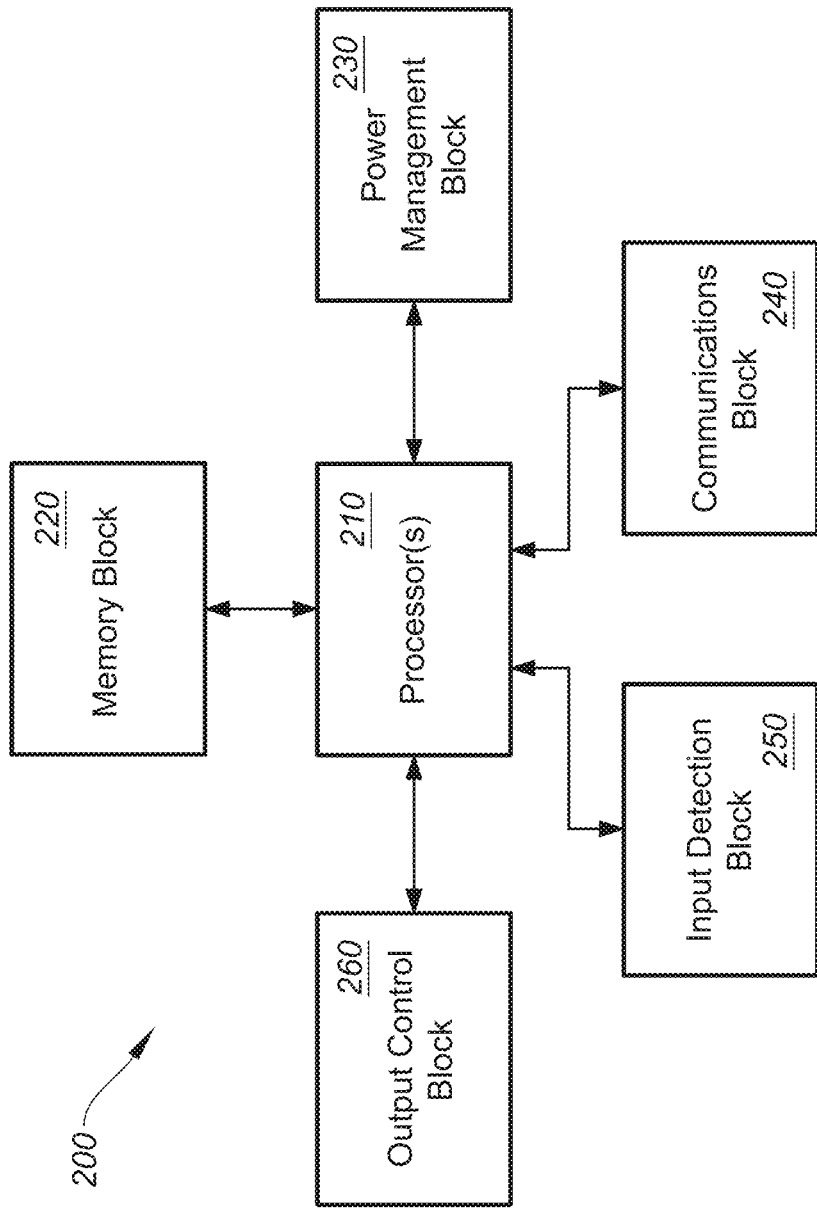 200
220
Memory Block
260
Output Control
Block
210
Processor(s)
230
Power
Management
Block
Input Detection
Block
250
Communications
Block
240